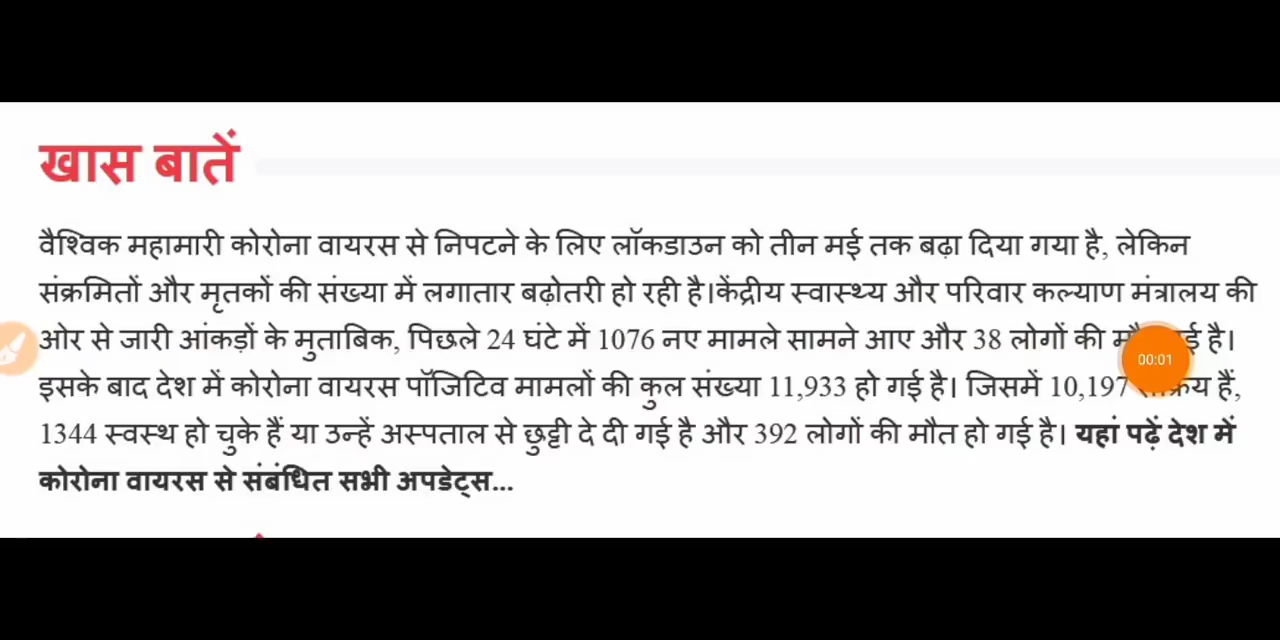 खास बातें
वैश्विक महामारी कोरोना वायरस से निपटने के लिए लॉकडाउन को तीन मई तक बढ़ा दिया गया है, लेकिन
संक्रमितों और मृतकों की संख्या में लगातार बढ़ोतरी हो रही है।केंद्रीय स्वास्थ्य और परिवार कल्याण मंत्रालय की
ओर से जारी आंकड़ों के मुताबिक, पिछले 24 घंटे में 1076 नए मामले सामने आए और 38 लोगों की है।
00:01
इसके बाद देश में कोरोना वायरस पॉजिटिव मामलों की कुल संख्या 11,933 हो गई है। जिसमें 10,197 हैं,
1344 स्वस्थ हो चुके हैं या उन्हें अस्पताल से छुट्टी दे दी गई है और 392 लोगों की मौत हो गई है। यहां पढ़ें देश में
कोरोना वायरस से संबंधित सभी अपडेट्स...